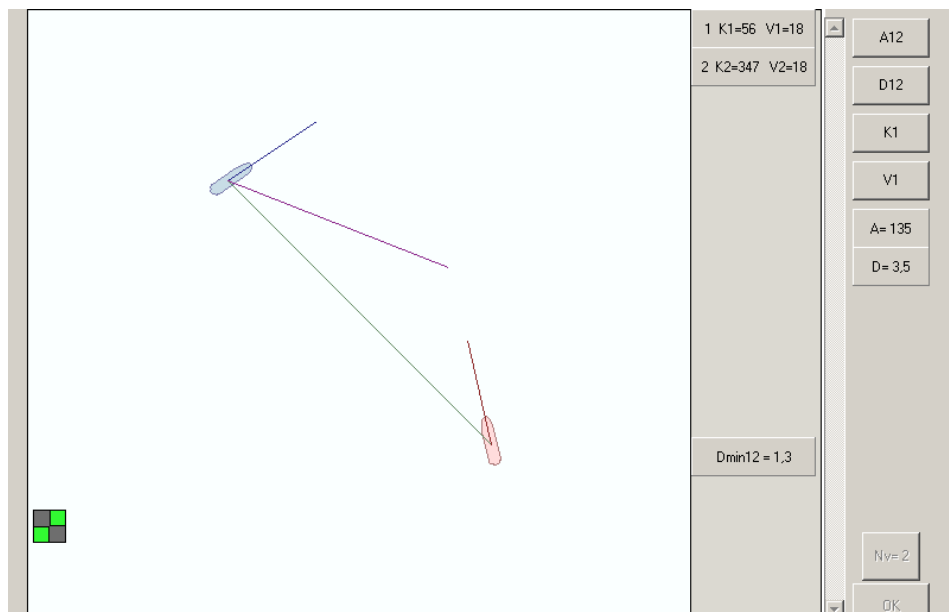 1 K1=56 V1=18
2 K2=347 V2=18
Dmin12 = 1,3
A12
D12
K1
V1
A= 135
D= 3,5
Nv= 2
OK